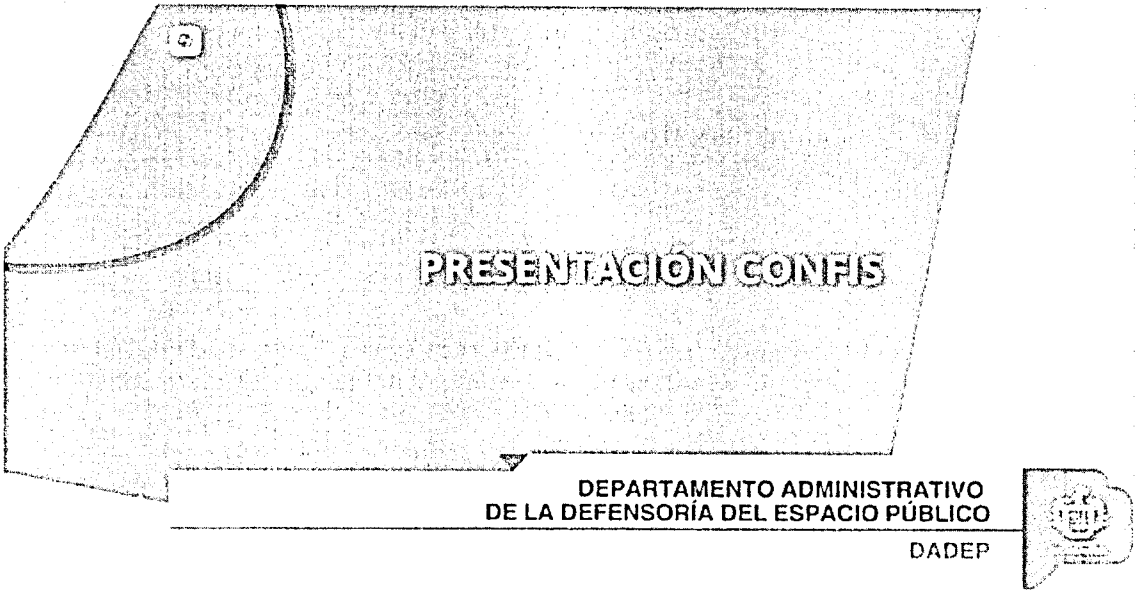 PRESENTACIÓN CONFIS
DEPARTAMENTO ADMINISTRATIVO
DE LA DEFENSORÍA DEL ESPACIO PÚBLICO
DADEP